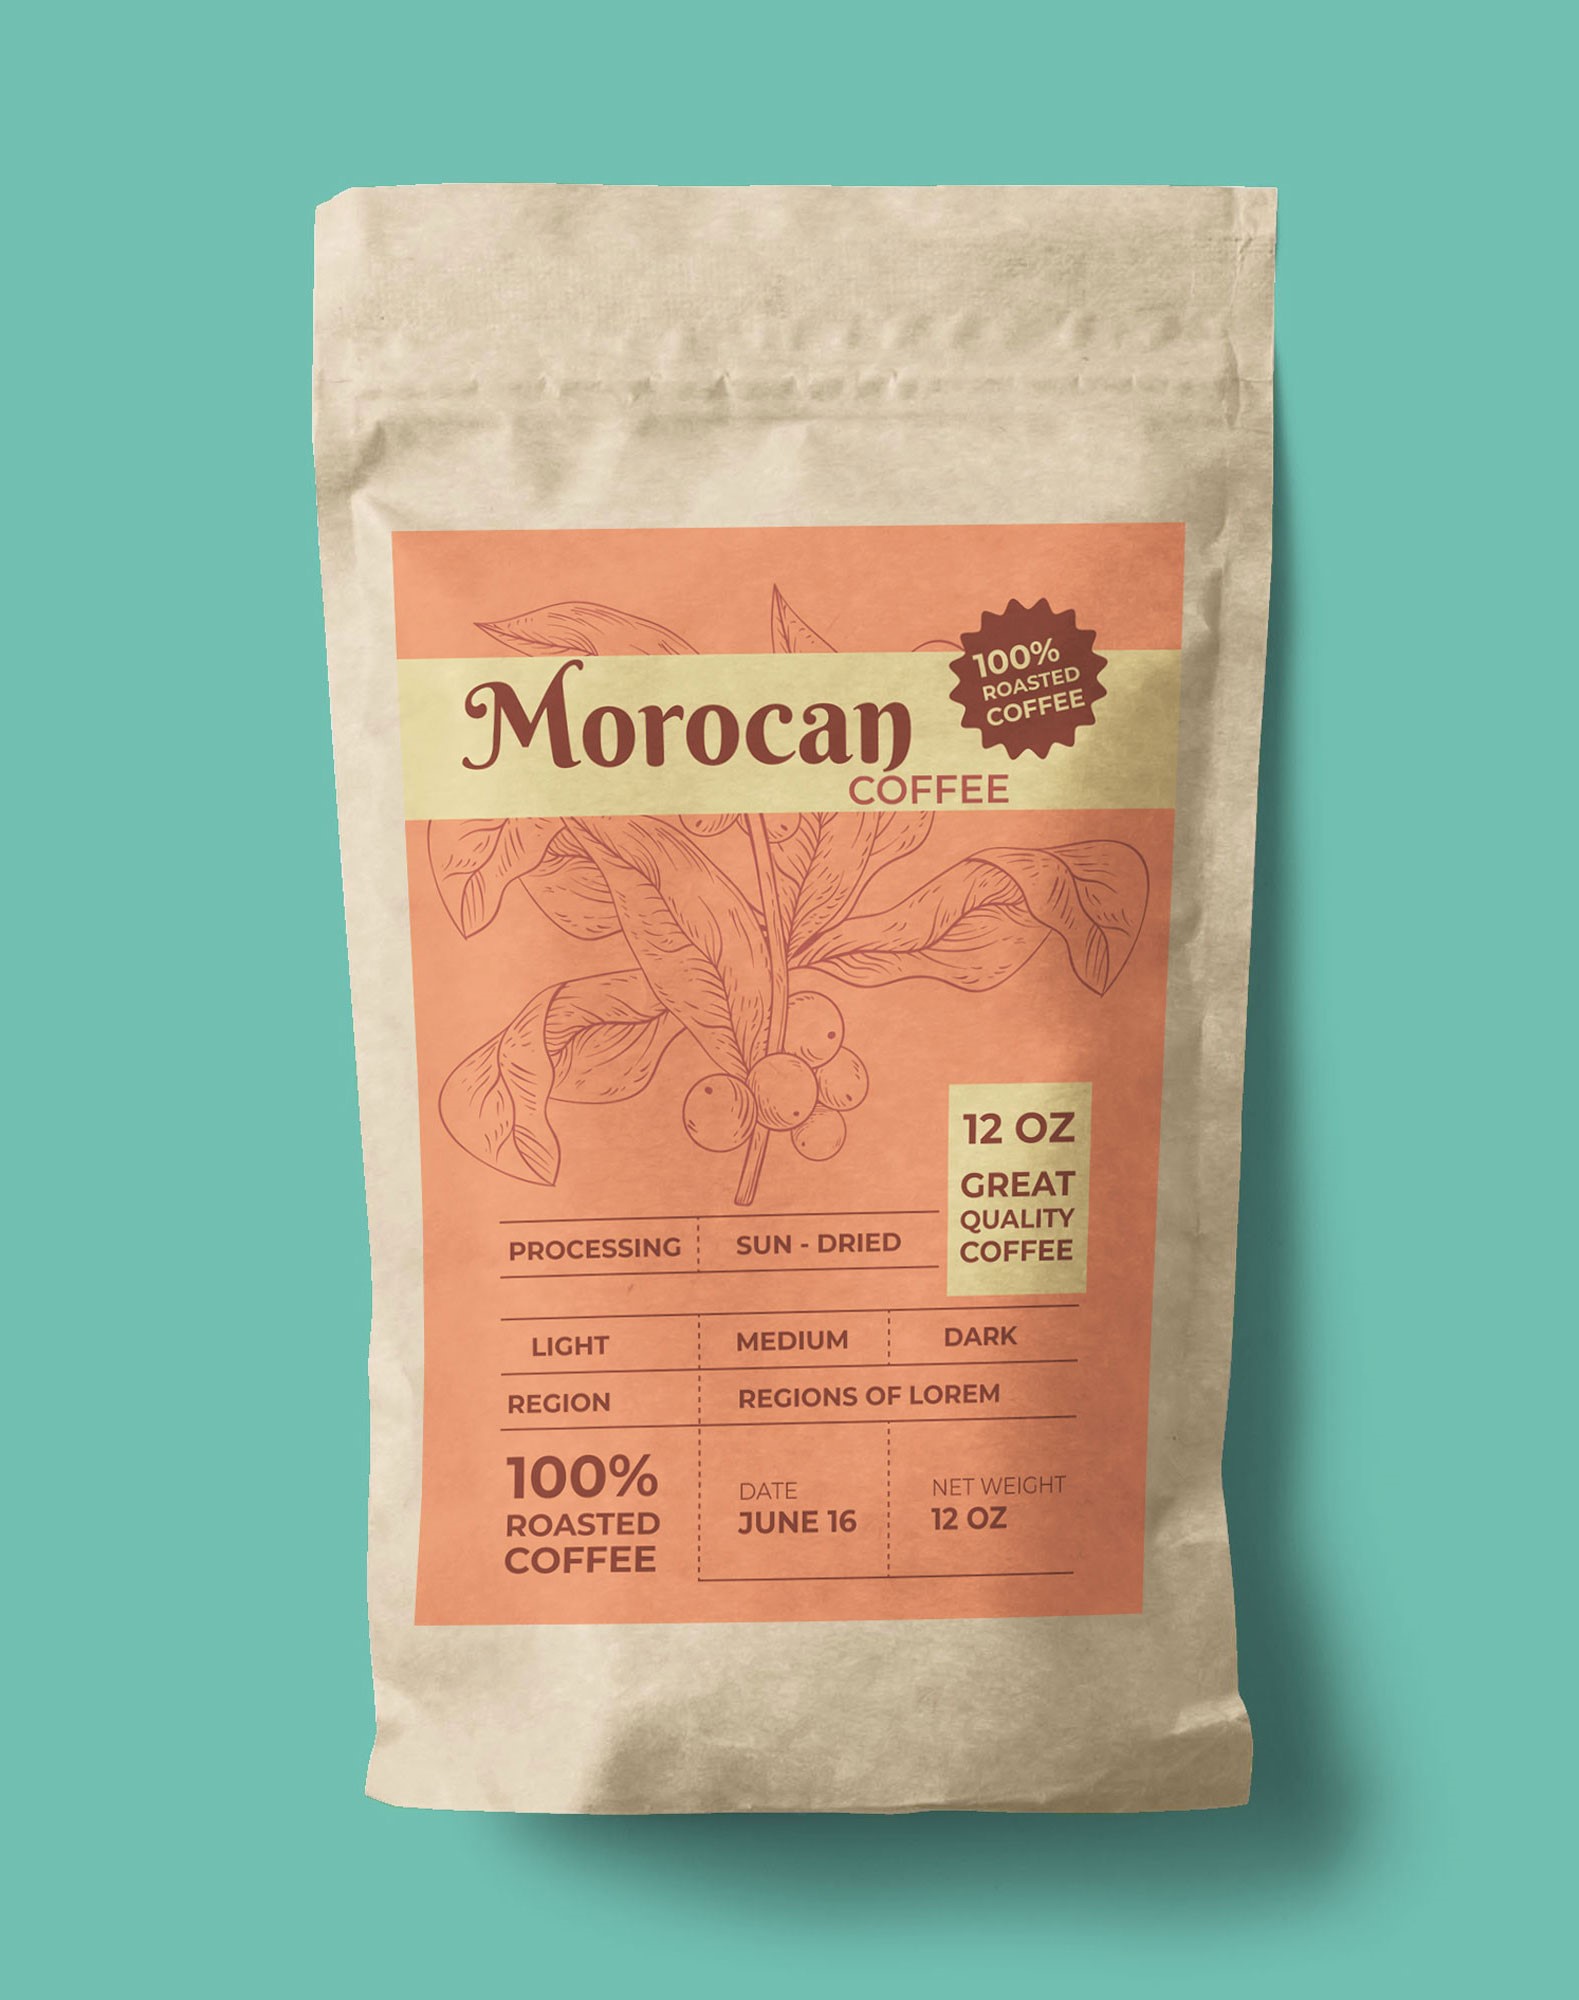 Morocan
COFFEE
100%
ROASTED
COFFEE
12 OZ
GREAT
QUALITY
COFFEE
PROCESSING SUN - DRIED
LIGHT MEDIUM DARK
REGION REGIONS OF LOREM
100%
ROASTED
COFFEE
DATE
JUNE 16
NET WEIGHT
12 OZ